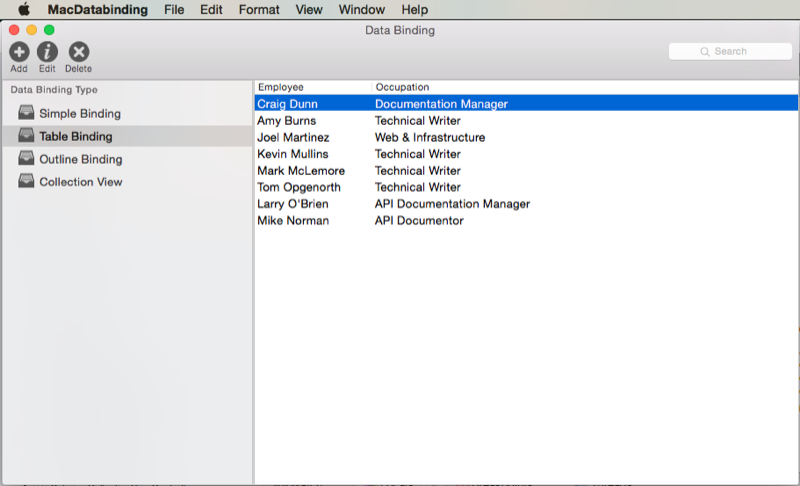 MacDatabinding File Edit Format View Window Help
Data Binding
Search
Add Edit Delete
Data Binding Type
Simple Binding
Table Binding
Outline Binding
Collection View
Employee Occupation
Craig Dunn Documentation Manager
Amy Burns Technical Writer
Joel Martinez Web & Infrastructure
Kevin Mullins Technical Writer
Mark McLemore Technical Writer
Tom Opgenorth Technical Writer
Larry O'Brien API Documentation Manager
Mike Norman API Documentor